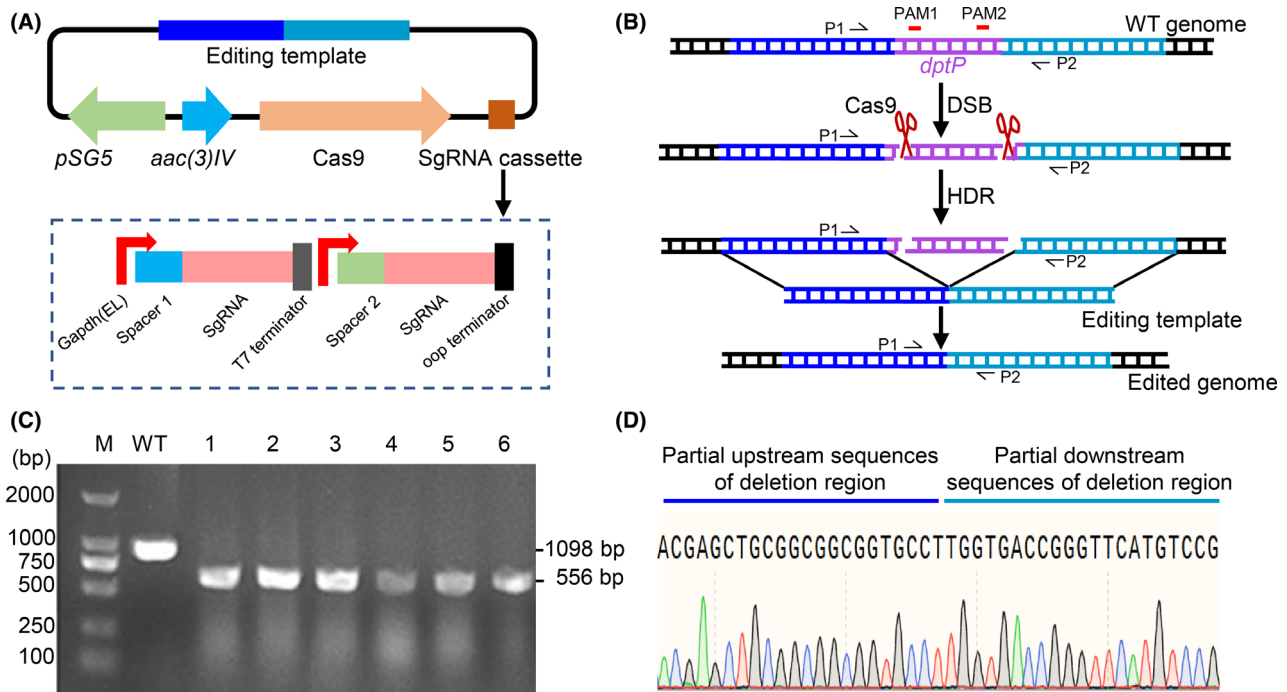 (A)
Editing template
pSG5
aac(3)IV
Cas9
SgRNA cassette
Gapdh(EL)
Spacer 1
SgRNA
T7 terminator
Spacer 2
SgRNA
oop terminator
(B)
PAM1
PAM2
P1
WT genome
dptP
P2
Cas9
DSB
P1
P2
HDR
P1
P2
Editing template
P1
P2
Edited genome
(C)
M WT 1 2 3 4 5 6
(bp)
2000
1000
750
500
250
100
1098 bp
556 bp
(D)
Partial upstream sequences
of deletion region
Partial downstream
sequences of deletion region
ACGAGCTGCGGCGGCGGTGCCTTGGTGACCGGGTTCATGTCCG